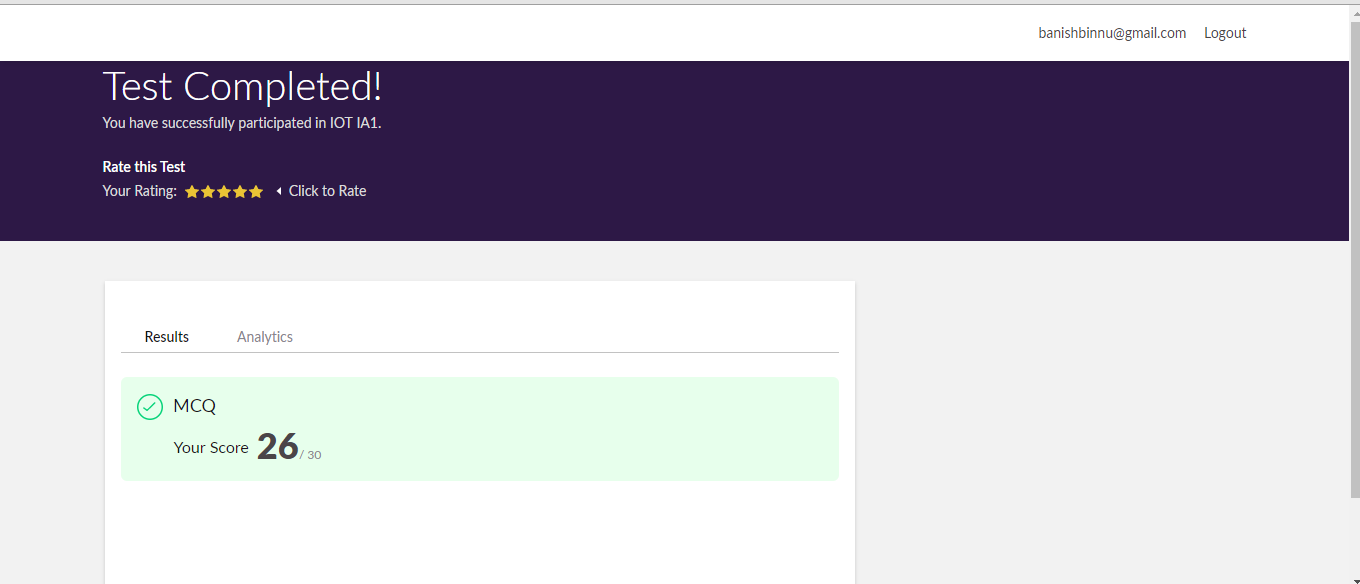 banishbinnu@gmail.com Logout
Test Completed!
You have successfully participated in IOT IA1.
Rate this Test
Your Rating: Click to Rate
Results Analytics
MCQ
Your Score 26 / 30